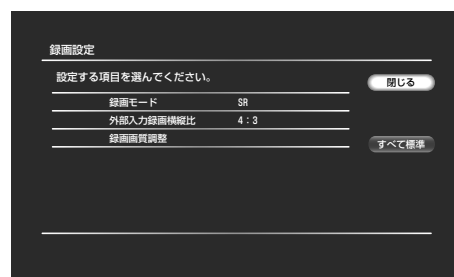 録画設定
設定する項目を選んでください。
閉じる
録画モード SR
外部入力録画横縦比 4：3
録画画質調整
すべて標準